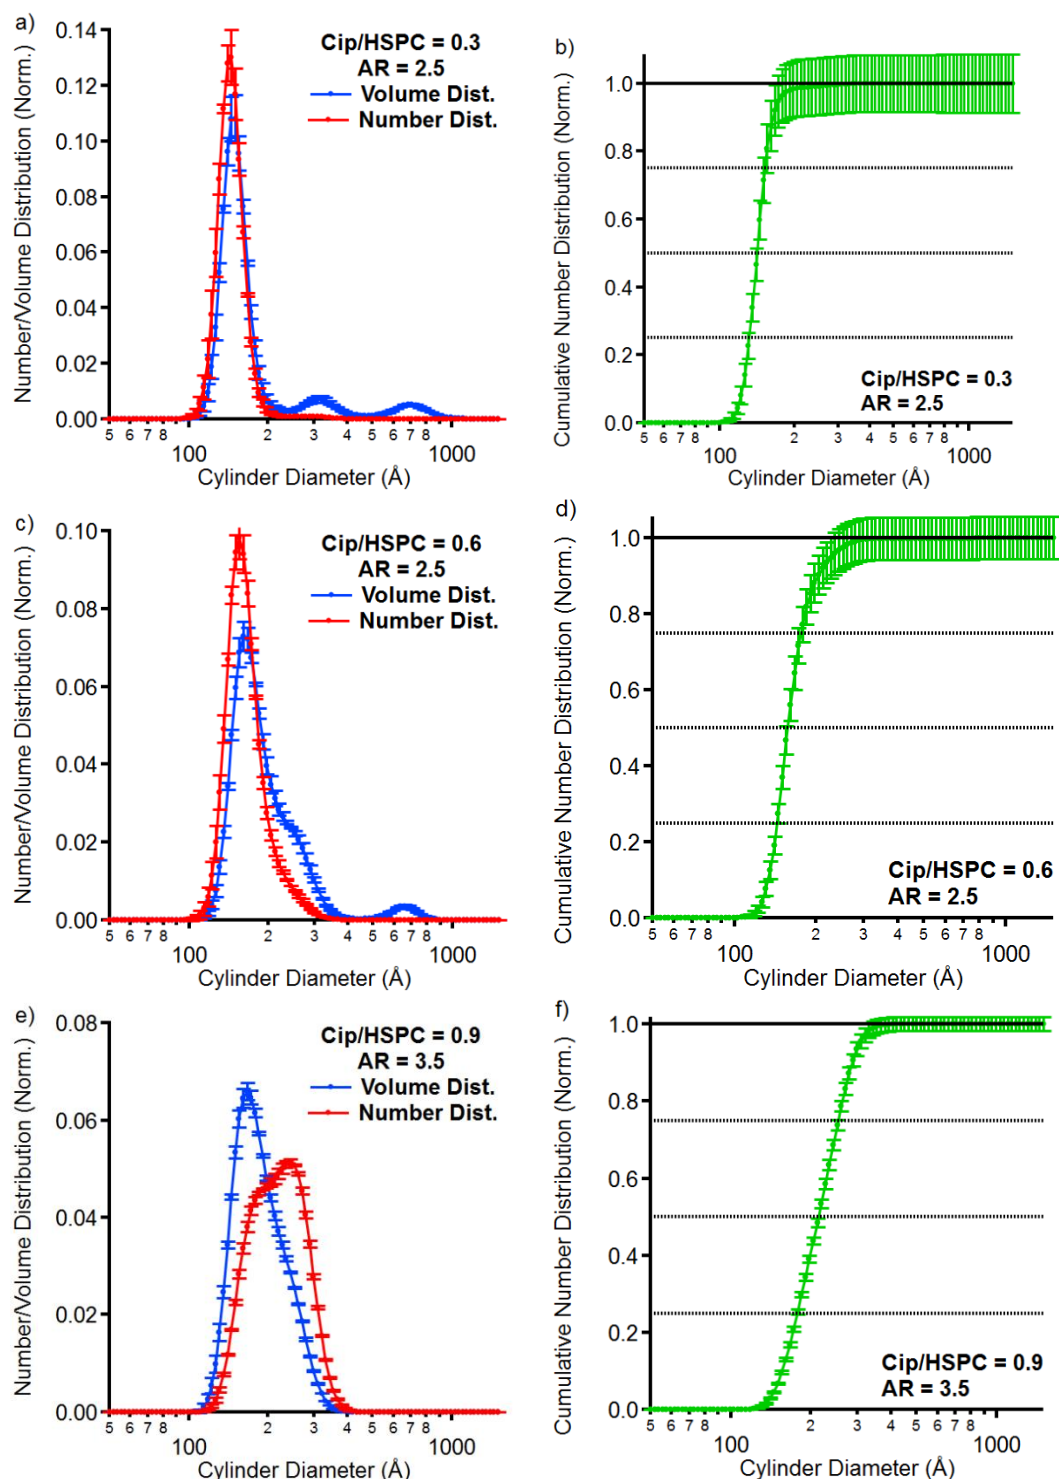 a)
Number/Volume Distribution (Norm.)
0.14
0.12
0.10
0.08
0.06
0.04
0.02
0.00
Cip/HSPC = 0.3
AR = 2.5
Volume Dist.
Number Dist.
5 6 7 8 2 3 4 5 6 7 8
100 1000
Cylinder Diameter (Å)
b)
Cumulative Number Distribution (Norm.)
1.0
0.8
0.6
0.4
0.2
0.0
Cip/HSPC = 0.3
AR = 2.5
5 6 7 8 2 3 4 5 6 7 8
100 1000
Cylinder Diameter (Å)
c)
Number/Volume Distribution (Norm.)
0.10
0.08
0.06
0.04
0.02
0.00
Cip/HSPC = 0.6
AR = 2.5
Volume Dist.
Number Dist.
5 6 7 8 2 3 4 5 6 7 8
100 1000
Cylinder Diameter (Å)
d)
Cumulative Number Distribution (Norm.)
1.0
0.8
0.6
0.4
0.2
0.0
Cip/HSPC = 0.6
AR = 2.5
5 6 7 8 2 3 4 5 6 7 8
100 1000
Cylinder Diameter (Å)
e)
Number/Volume Distribution (Norm.)
0.08
0.06
0.04
0.02
0.00
Cip/HSPC = 0.9
AR = 3.5
Volume Dist.
Number Dist.
5 6 7 8 2 3 4 5 6 7 8
100 1000
Cylinder Diameter (Å)
f)
Cumulative Number Distribution (Norm.)
1.0
0.8
0.6
0.4
0.2
0.0
Cip/HSPC = 0.9
AR = 3.5
5 6 7 8 2 3 4 5 6 7 8
100 1000
Cylinder Diameter (Å)